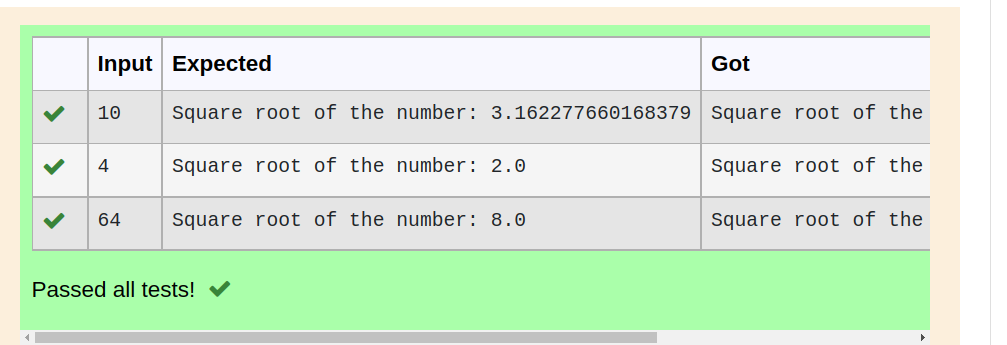 Input Expected Got
10 Square root of the number: 3.162277660168379 Square root of the
4 Square root of the number: 2.0 Square root of the
64 Square root of the number: 8.0 Square root of the
Passed all tests!